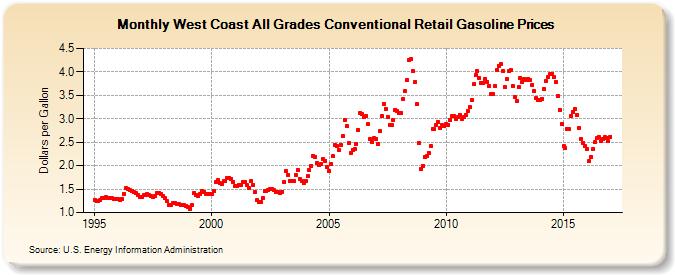 Monthly West Coast All Grades Conventional Retail Gasoline Prices
Dollars per Gallon
4.5
4.0
3.5
3.0
2.5
2.0
1.5
1.0
1995 2000 2005 2010 2015
Source: U.S. Energy Information Administration